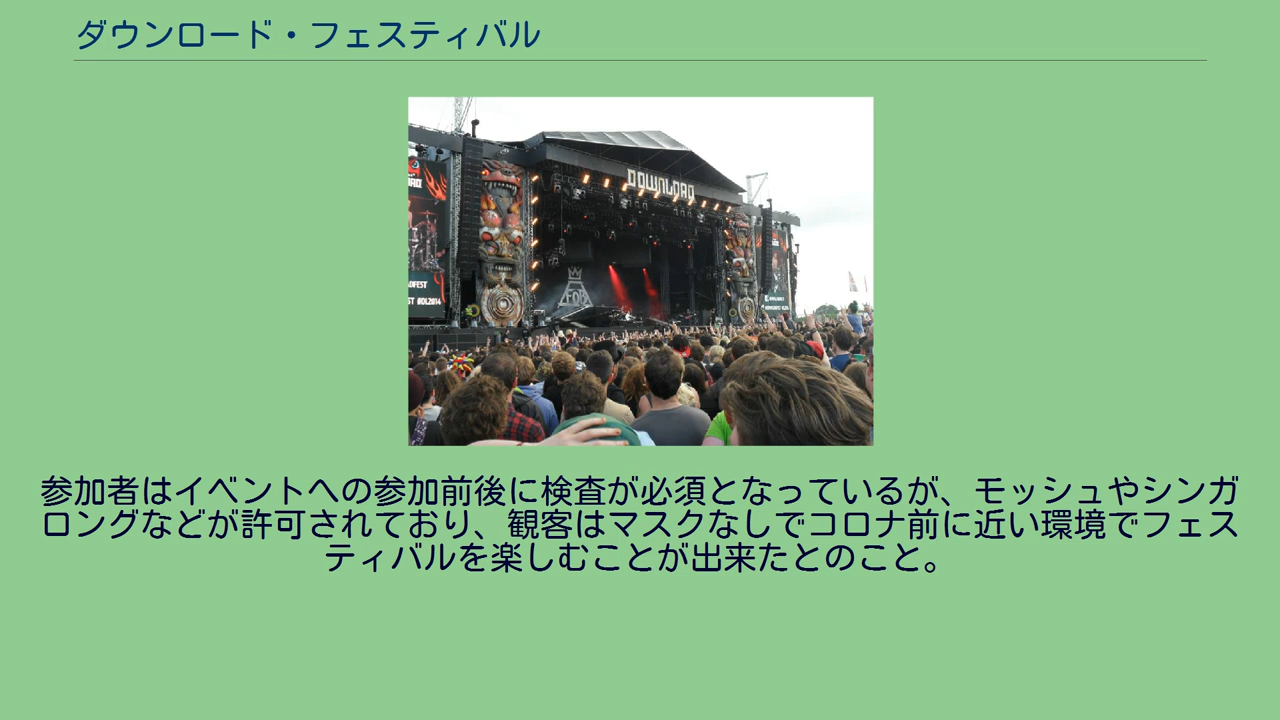 ダウンロード・フェスティバル
DOWNLOAD
FOB
DFEST
ST #DL2014
参加者はイベントへの参加前後に検査が必須となっているが、モッシュやシンガ
ロングなどが許可されており、観客はマスクなしでコロナ前に近い環境でフェス
ティバルを楽しむことが出来たとのこと。